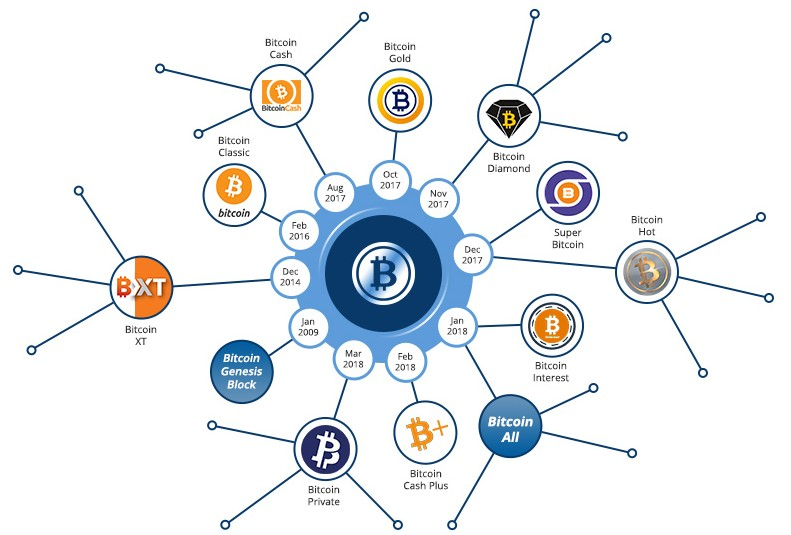 Bitcoin
Cash
BitcoinCash
Bitcoin
Gold
Bitcoin
Diamond
Bitcoin
Classic
bitcoin
Aug
2017
Oct
2017
Nov
2017
Super
Bitcoin
Bitcoin
Hot
Feb
2016
Dec
2017
Dec
2014
BXT
Bitcoin
XT
Jan
2009
Jan
2018
Bitcoin
Interest
Bitcoin
Genesis
Block
Mar
2018
Feb
2018
Bitcoin
All
Bitcoin
Private
Bitcoin
Cash Plus